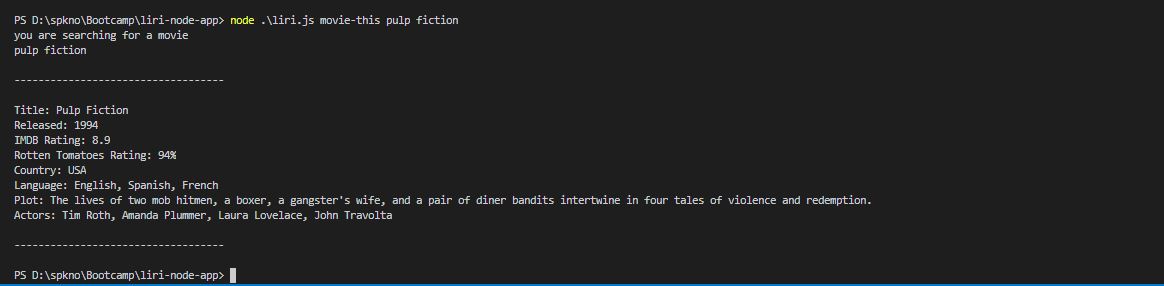 PS D:\spkno\Bootcamp\liri-node-app> node .\liri.js movie-this pulp fiction
you are searching for a movie
pulp fiction
-----------------------------------
Title: Pulp Fiction
Released: 1994
IMDB Rating: 8.9
Rotten Tomatoes Rating: 94%
Country: USA
Language: English, Spanish, French
Plot: The lives of two mob hitmen, a boxer, a gangster's wife, and a pair of diner bandits intertwine in four tales of violence and redemption.
Actors: Tim Roth, Amanda Plummer, Laura Lovelace, John Travolta
-----------------------------------
PS D:\spkno\Bootcamp\liri-node-app>